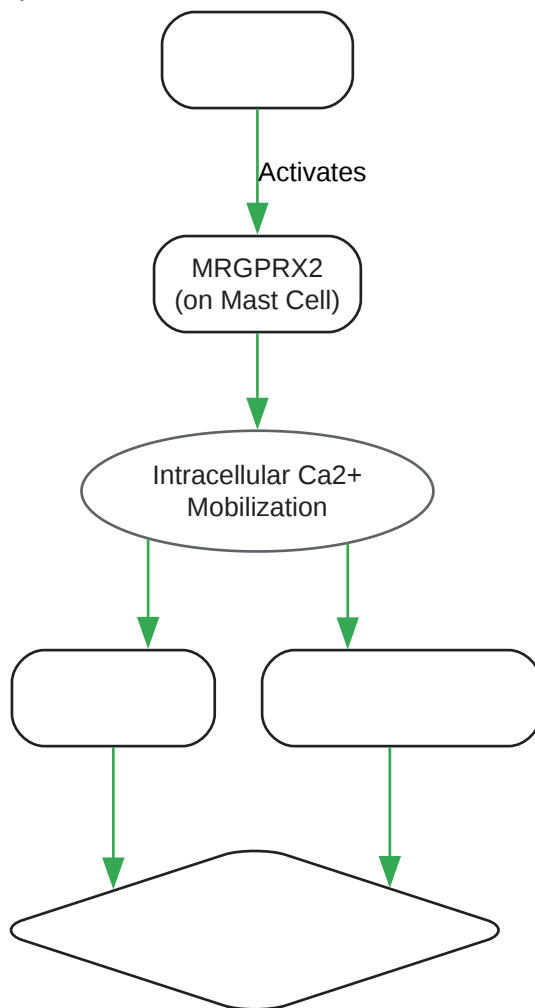 Activates
MRGPRX2
(on Mast Cell)
Intracellular Ca2+
Mobilization